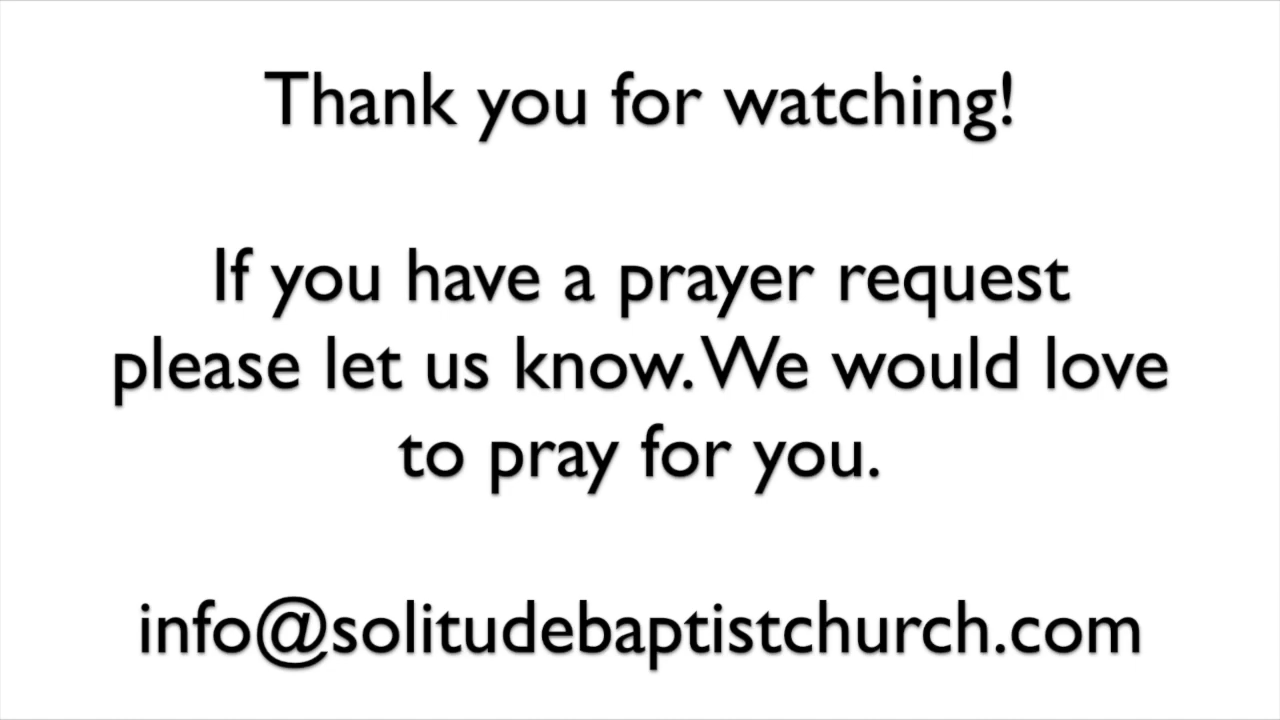 Thank you for watching!
If you have a prayer request
please let us know. We would love
to pray for you.
info@solitudebaptistchurch.com